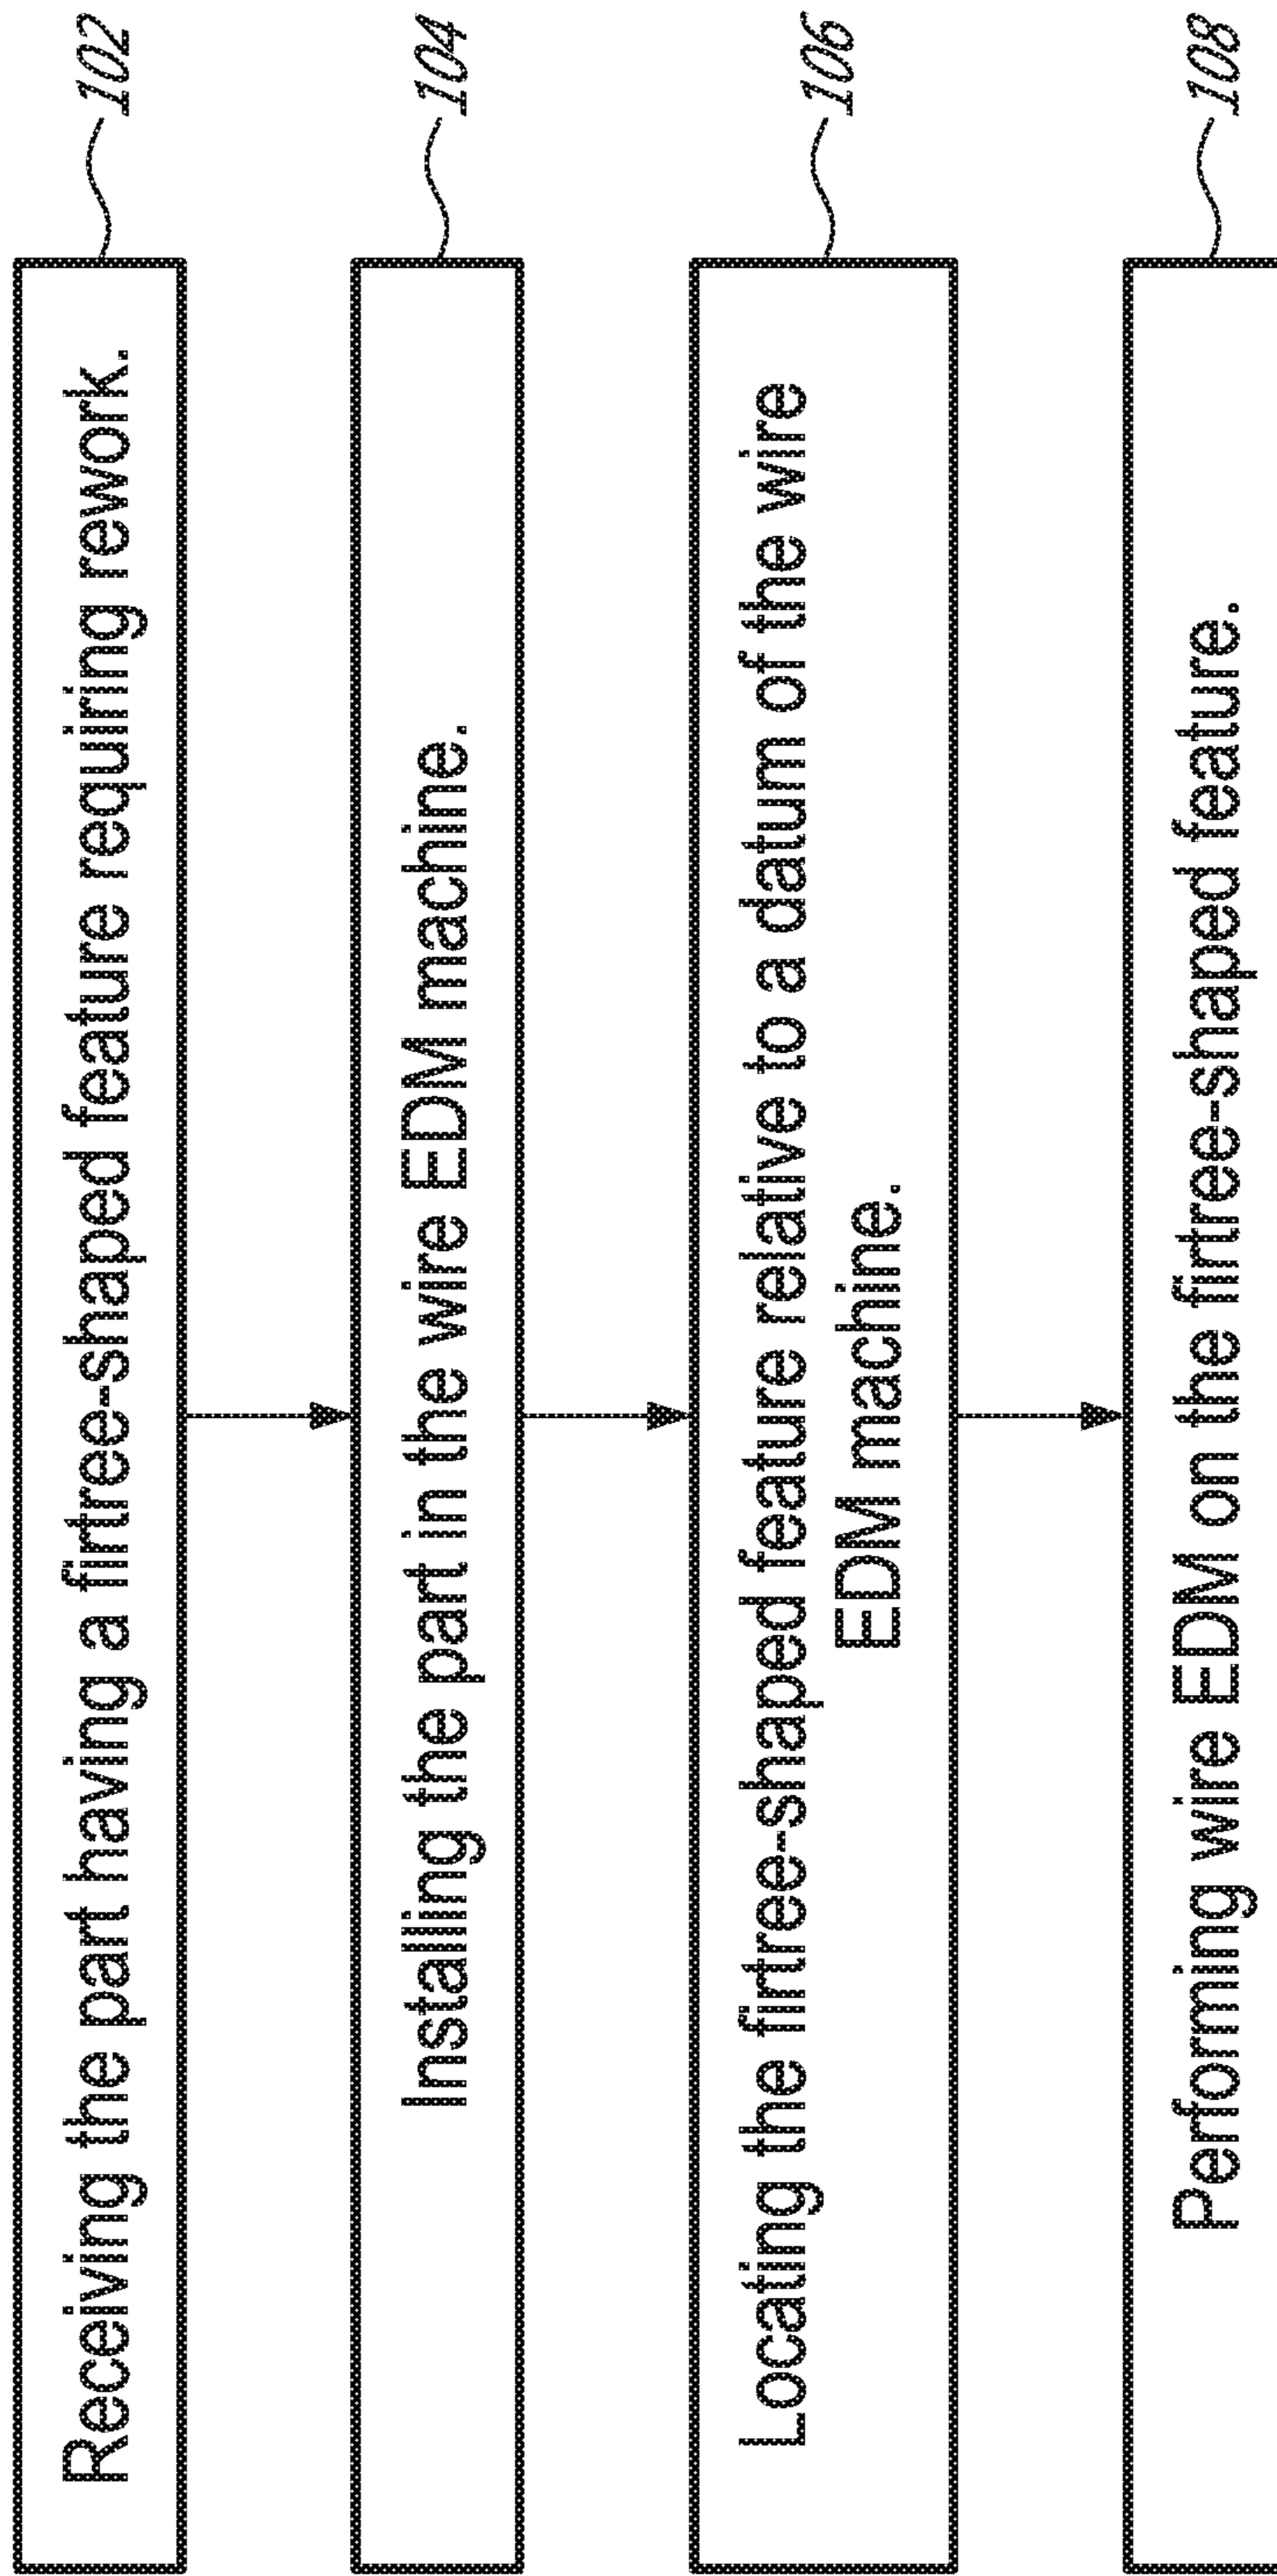 Receiving the part having a firtree-shaped feature requiring rework.
102
Installing the part in the wire EDM machine.
104
Locating the firtree-shaped feature relative to a datum of the wire
EDM machine.
106
Performing wire EDM on the firtree-shaped feature.
108